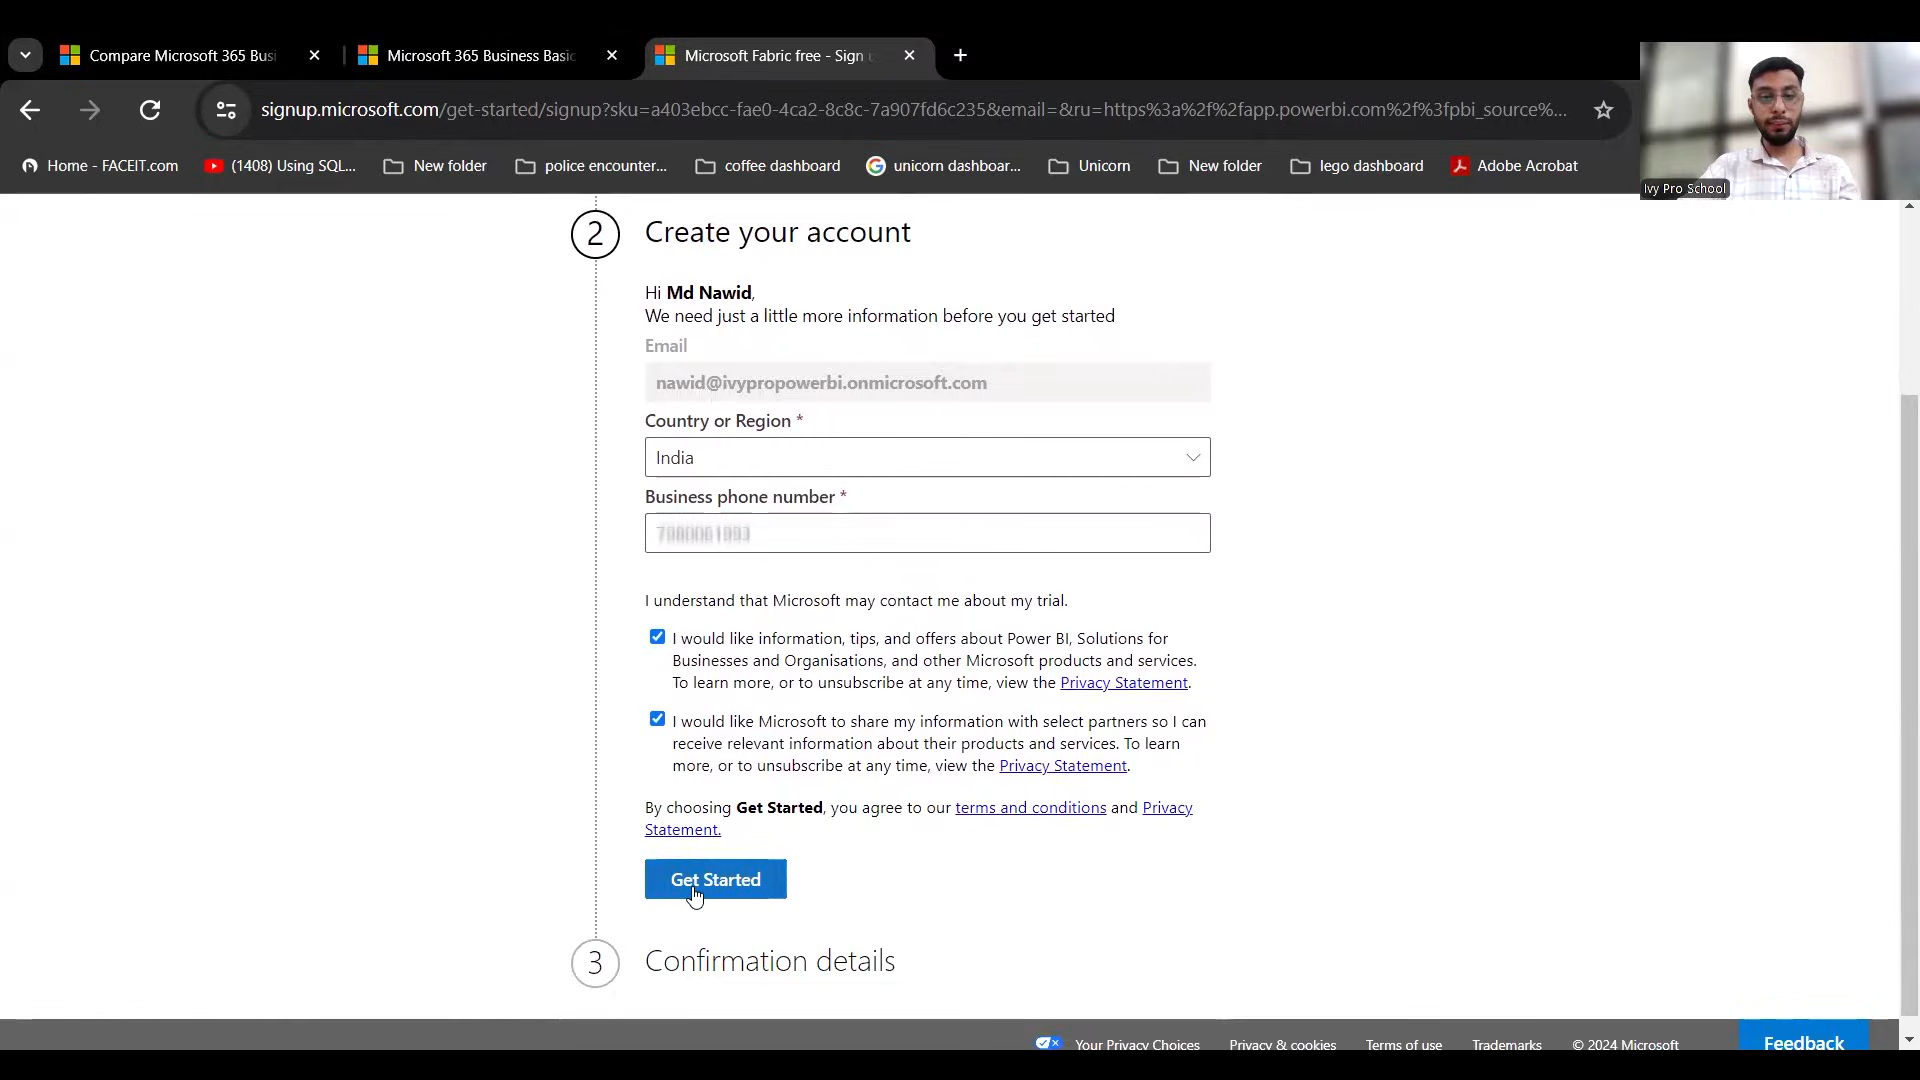 Compare Microsoft 365 Busi
Microsoft 365 Business Basic
Microsoft Fabric free - Sign u
signup.microsoft.com/get-started/signup?sku=a403ebcc-fae0-4ca2-8c8c-7a907fd6c235&email=&ru=https%3a%2f%2fapp.powerbi.com%2f%3fpbi_source%...
Home - FACEIT.com
(1408) Using SQL...
New folder
police encounter...
coffee dashboard
unicorn dashboar...
Unicorn
New folder
lego dashboard
Adobe Acrobat
Ivy Pro School
2 Create your account
Hi Md Nawid,
We need just a little more information before you get started
Email
nawid@ivypropowerbi.onmicrosoft.com
Country or Region *
India
Business phone number *
I understand that Microsoft may contact me about my trial.
I would like information, tips, and offers about Power BI, Solutions for
Businesses and Organisations, and other Microsoft products and services.
To learn more, or to unsubscribe at any time, view the Privacy Statement.
I would like Microsoft to share my information with select partners so I can
receive relevant information about their products and services. To learn
more, or to unsubscribe at any time, view the Privacy Statement.
By choosing Get Started, you agree to our terms and conditions and Privacy
Statement.
Get Started
3 Confirmation details
Your Privacy Choices
Privacy & cookies
Terms of use
Trademarks
© 2024 Microsoft
Feedback